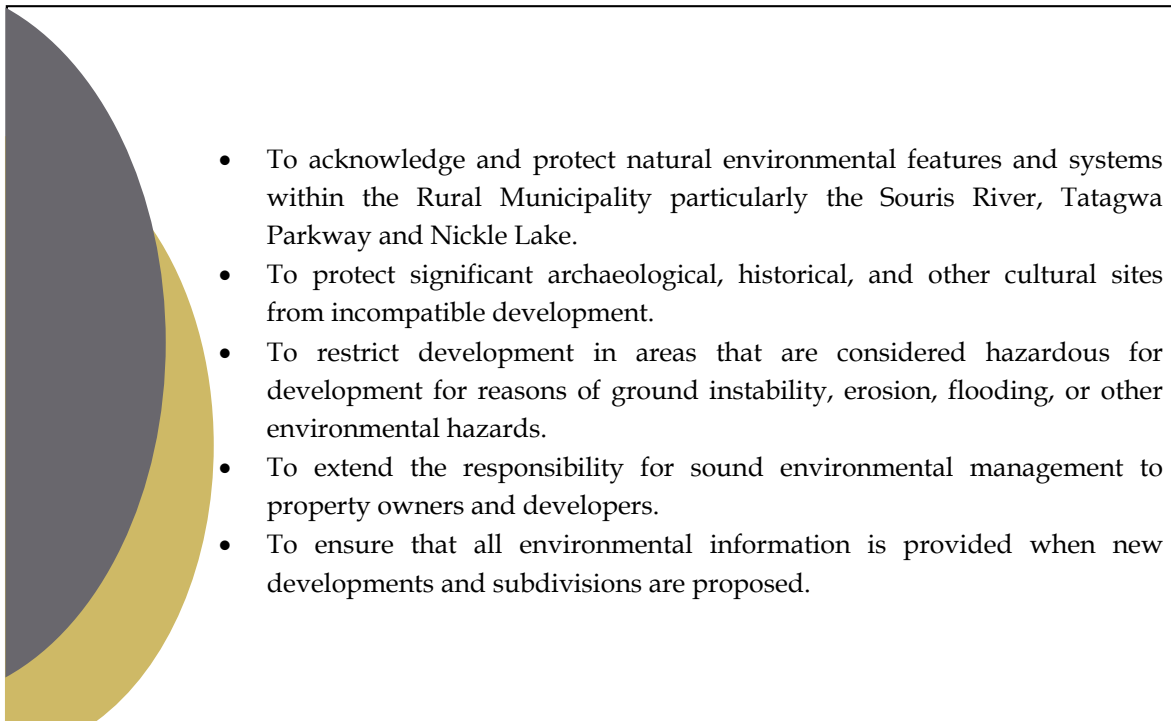 • To acknowledge and protect natural environmental features and systems
within the Rural Municipality particularly the Souris River, Tatagwa
Parkway and Nickle Lake.
• To protect significant archaeological, historical, and other cultural sites
from incompatible development.
• To restrict development in areas that are considered hazardous for
development for reasons of ground instability, erosion, flooding, or other
environmental hazards.
• To extend the responsibility for sound environmental management to
property owners and developers.
• To ensure that all environmental information is provided when new
developments and subdivisions are proposed.